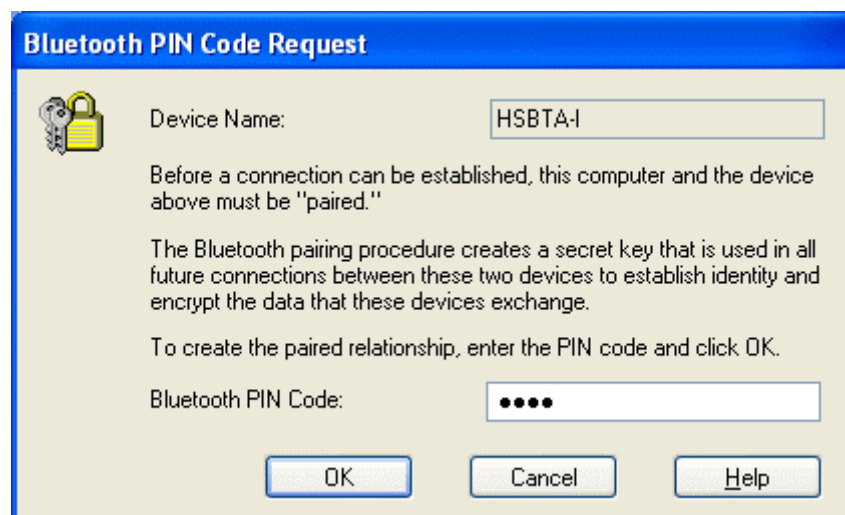 Bluetooth PIN Code Request
Device Name: HSBTA-I
Before a connection can be established, this computer and the device
above must be "paired."
The Bluetooth pairing procedure creates a secret key that is used in all
future connections between these two devices to establish identity and
encrypt the data that these devices exchange.
To create the paired relationship, enter the PIN code and click OK.
Bluetooth PIN Code: ●●●●
OK Cancel Help